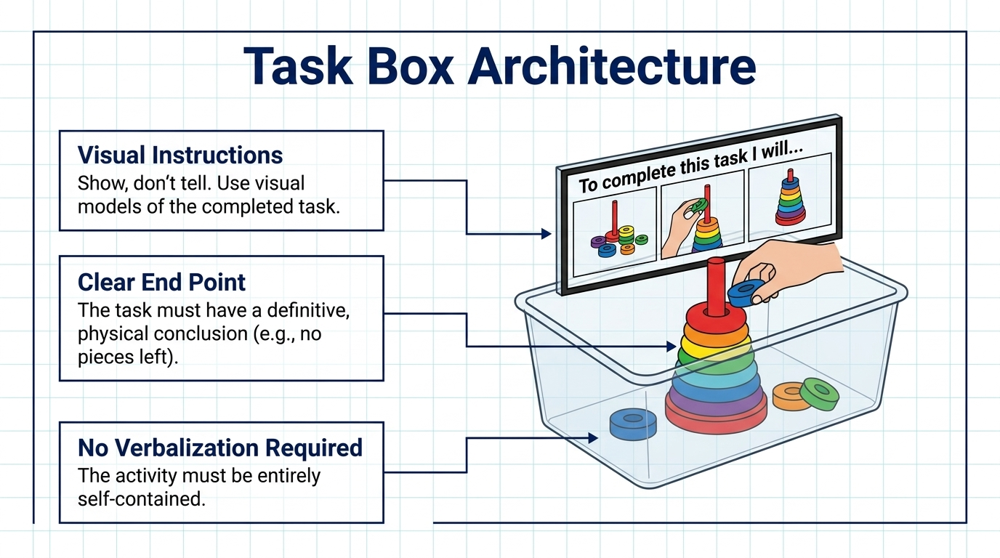 Task Box Architecture
Visual Instructions
Show, don't tell. Use visual
models of the completed task.
Clear End Point
The task must have a definitive,
physical conclusion (e.g., no
pieces left).
No Verbalization Required
The activity must be entirely
self-contained.
To complete this task I will...